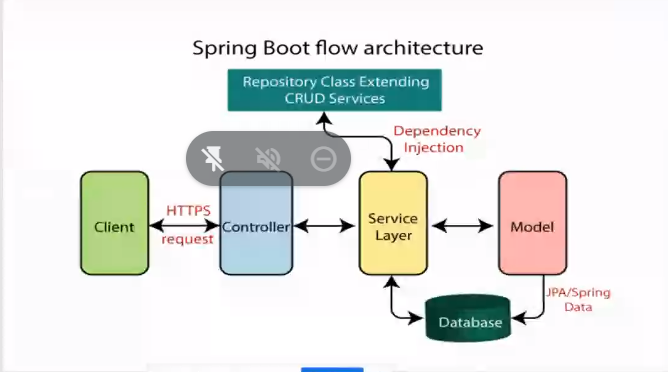 Spring Boot flow architecture
Repository Class Extending
CRUD Services
Dependency
Injection
Client
HTTPS
request
Controller
Service
Layer
Model
JPA/Spring
Data
Database